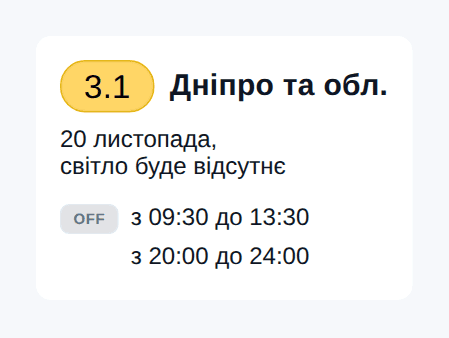 3.1 Дніпро та обл.
20 листопада,
світло буде відсутнє
OFF з 09:30 до 13:30
з 20:00 до 24:00